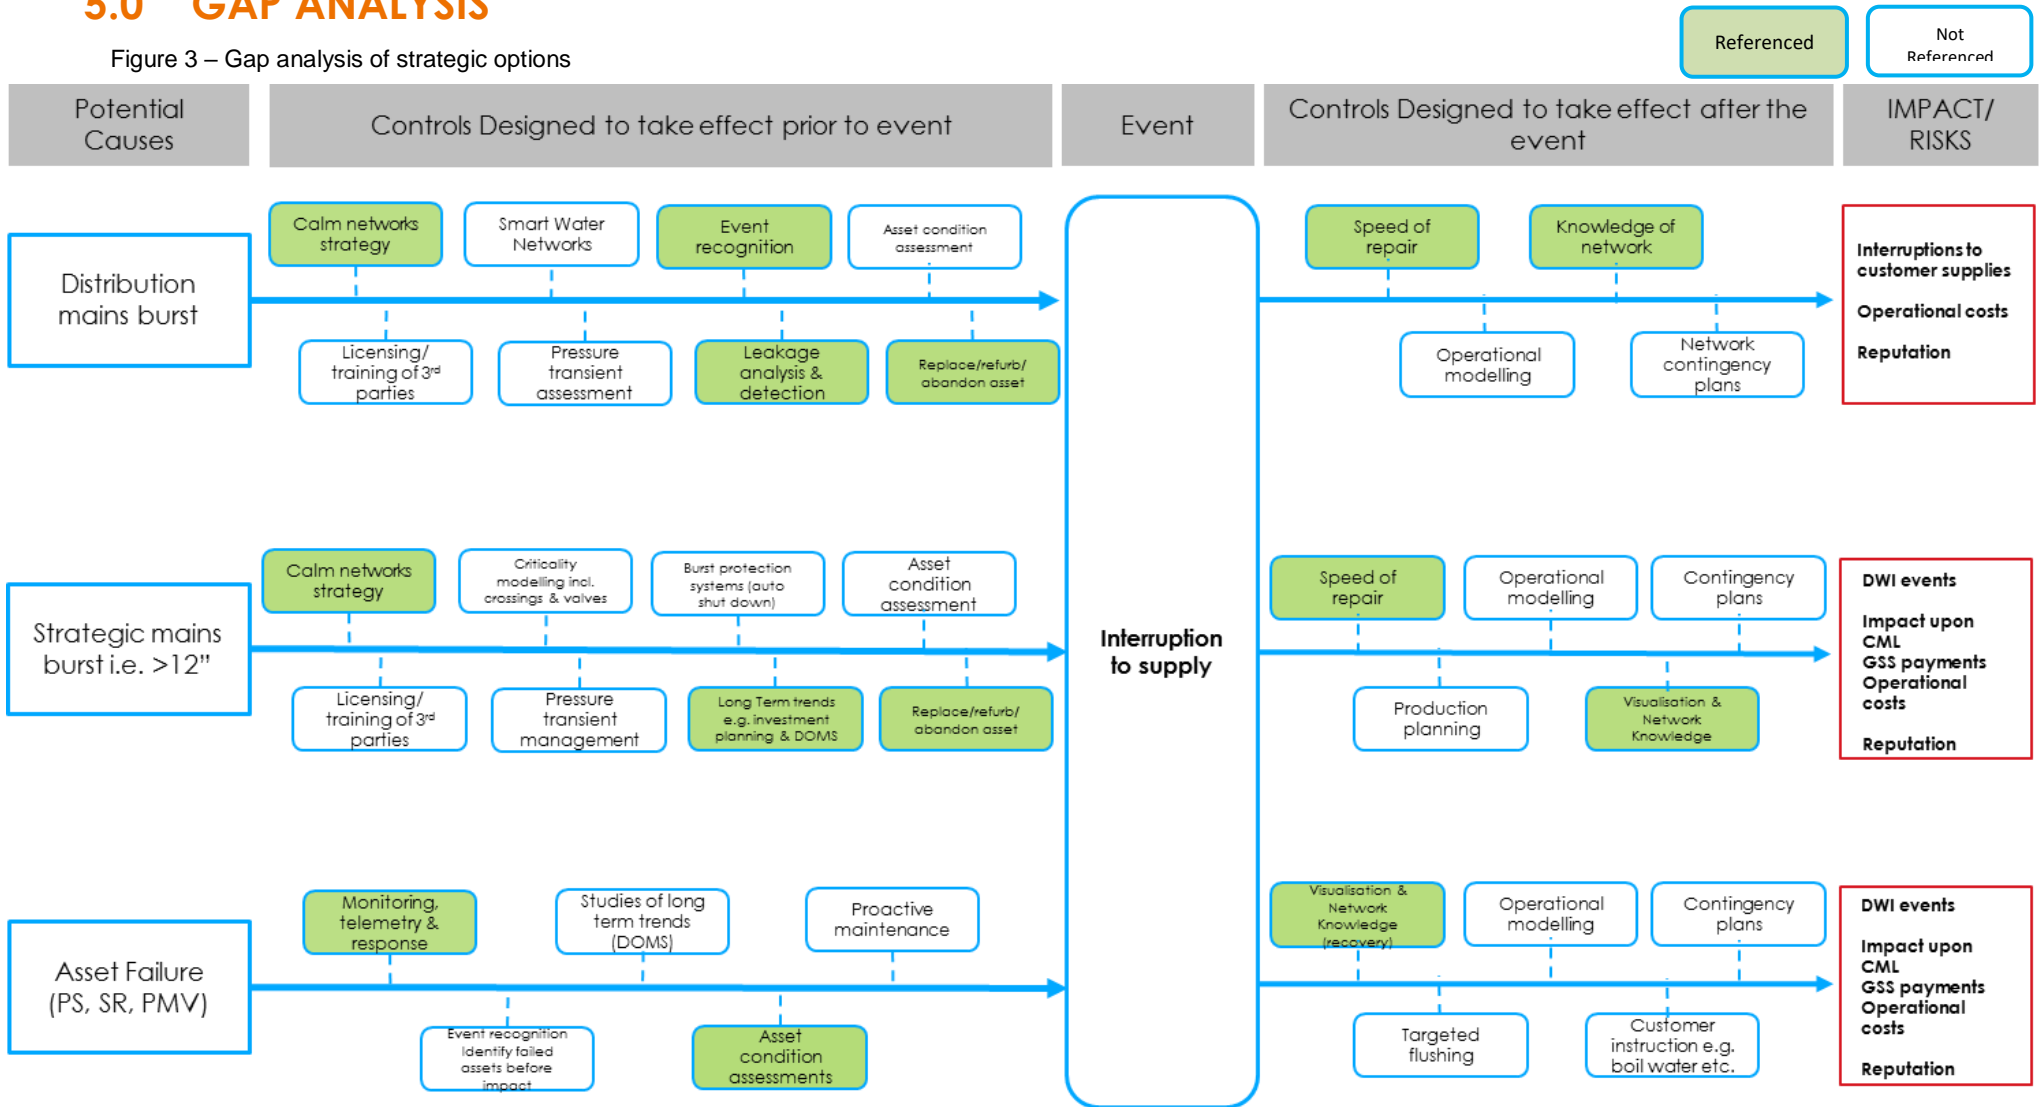 5.0 GAP ANALYSIS
Figure 3 – Gap analysis of strategic options
Referenced
Not
Referenced
Potential
Causes
Controls Designed to take effect prior to event
Event
Controls Designed to take effect after the
event
IMPACT/
RISKS
Distribution
mains burst
Calm networks
strategy
Smart Water
Networks
Event
recognition
Asset condition
assessment
Licensing/
training of 3rd
parties
Pressure
transient
assessment
Leakage
analysis &
detection
Replace/refurb/
abandon asset
Speed of
repair
Knowledge of
network
Operational
modelling
Network
contingency
plans
Interruptions to
customer supplies
Operational costs
Reputation
Strategic mains
burst i.e. >12”
Calm networks
strategy
Criticality
modelling incl.
crossings & valves
Burst protection
systems (auto
shut down)
Asset
condition
assessment
Licensing/
training of 3rd
parties
Pressure
transient
management
Long Term trends
e.g. investment
planning & DOMS
Replace/refurb/
abandon asset
Interruption
to supply
Speed of
repair
Operational
modelling
Contingency
plans
Production
planning
Visualisation &
Network
Knowledge
DWI events
Impact upon
CML
GSS payments
Operational
costs
Reputation
Asset Failure
(PS, SR, PMV)
Monitoring,
telemetry &
response
Studies of long
term trends
(DOMS)
Proactive
maintenance
Event recognition
Identify failed
assets before
impact
Asset
condition
assessments
Visualisation &
Network
Knowledge
(recovery)
Operational
modelling
Contingency
plans
Targeted
flushing
Customer
instruction e.g.
boil water etc.
DWI events
Impact upon
CML
GSS payments
Operational
costs
Reputation